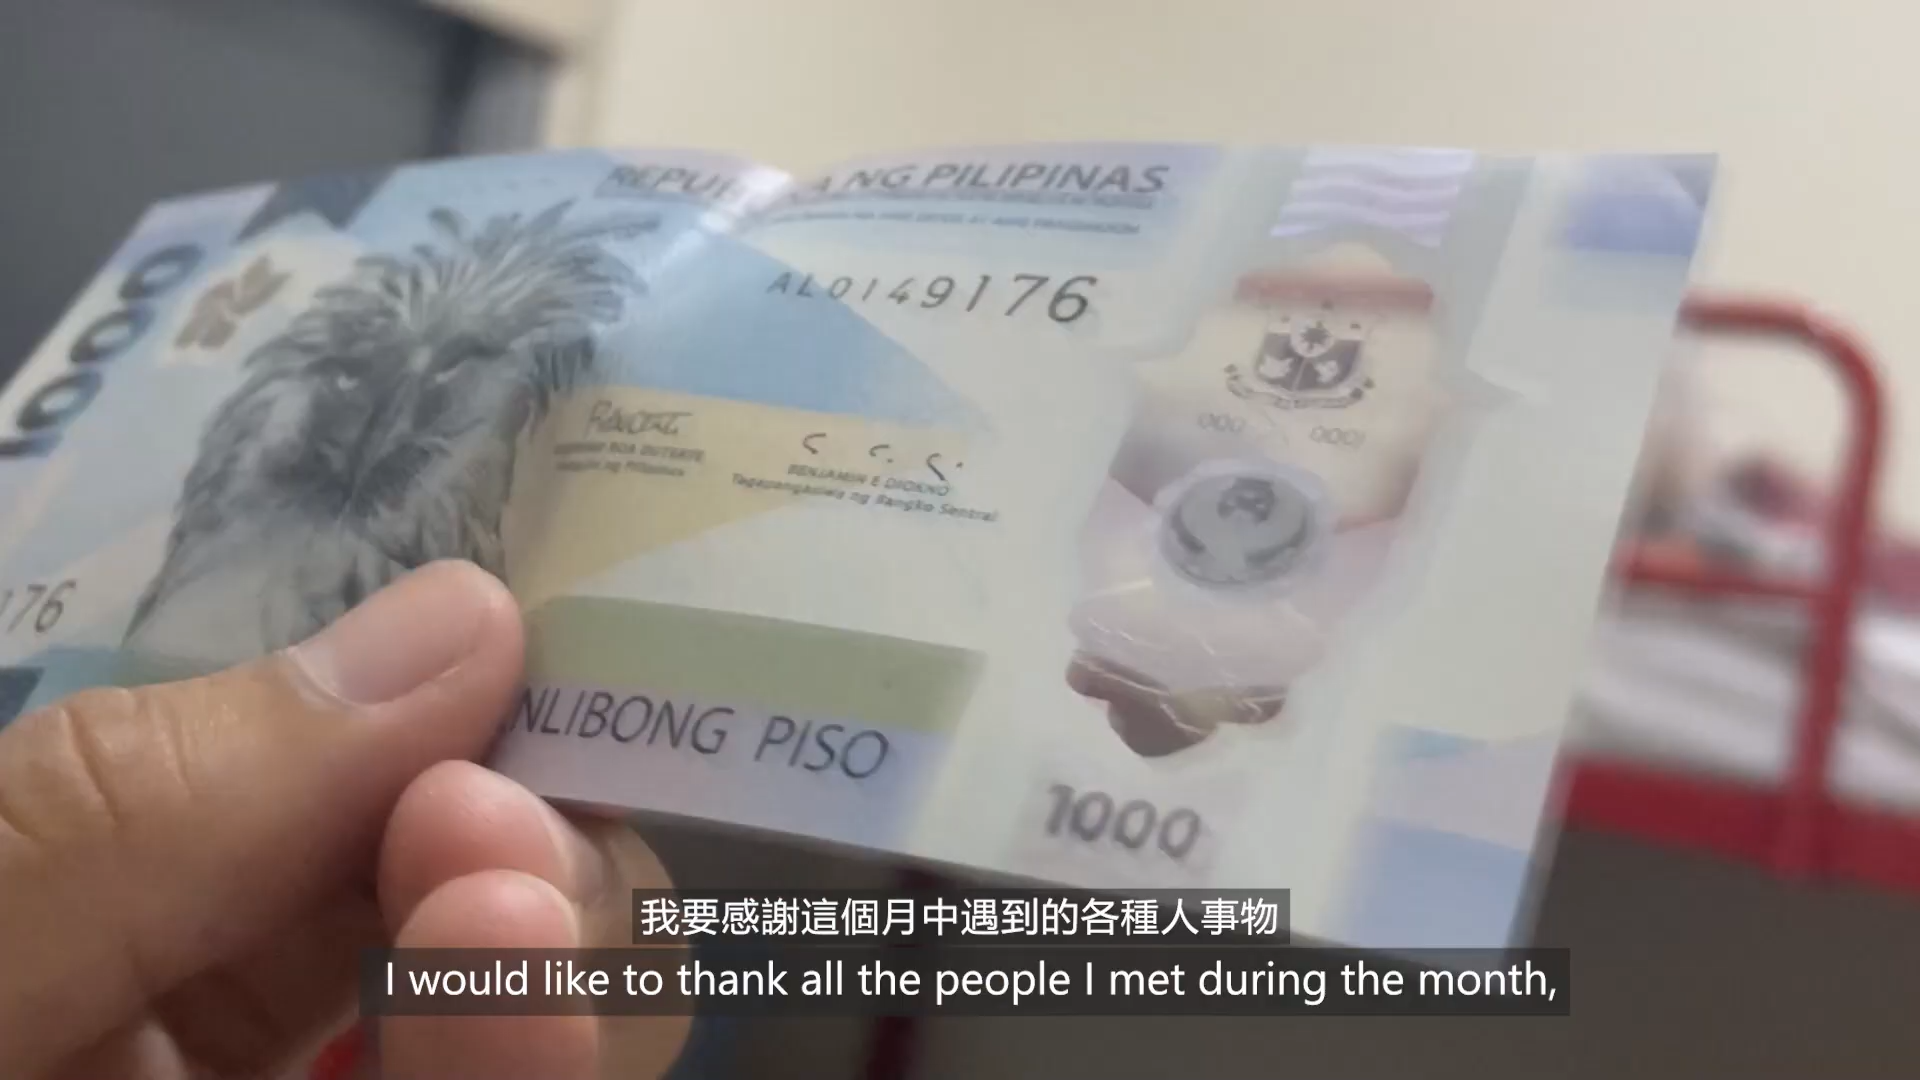 REPUBLIKA NG PILIPINAS
1000
AL0149176
BENJAMIN E DIOKNO
Tagapangasiwa ng Bangko Sentral
176
NLIBONG PISO
1000
我要感謝這個月中遇到的各種人事物
I would like to thank all the people I met during the month,